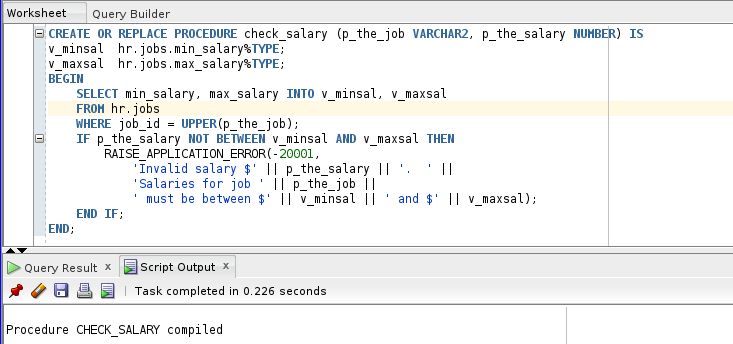 Worksheet Query Builder
CREATE OR REPLACE PROCEDURE check_salary (p_the_job VARCHAR2, p_the_salary NUMBER) IS
v_minsal  hr.jobs.min_salary%TYPE;
v_maxsal  hr.jobs.max_salary%TYPE;
BEGIN
    SELECT min_salary, max_salary INTO v_minsal, v_maxsal
    FROM hr.jobs
    WHERE job_id = UPPER(p_the_job);
    IF p_the_salary NOT BETWEEN v_minsal AND v_maxsal THEN
        RAISE_APPLICATION_ERROR(-20001,
            'Invalid salary $' || p_the_salary || '.  ' ||
            'Salaries for job ' || p_the_job ||
            ' must be between $' || v_minsal || ' and $' || v_maxsal);
    END IF;
END;
Query Result x Script Output x
Task completed in 0.226 seconds
Procedure CHECK_SALARY compiled